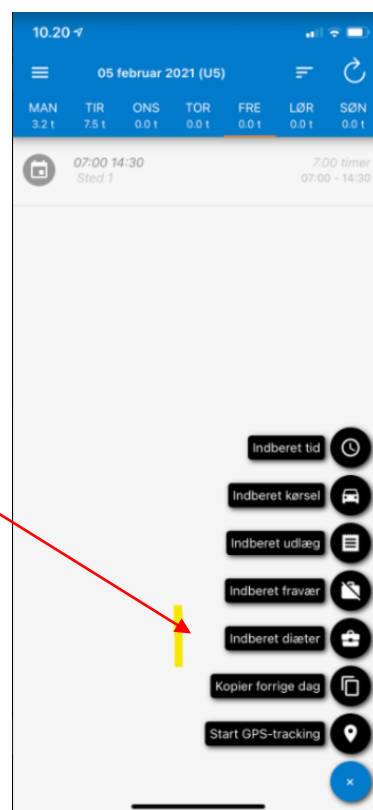 10.20
05 februar 2021 (U5)
MAN TIR ONS TOR FRE LØR SØN
3.2 t 7.5 t 0.0 t 0.0 t 0.0 t 0.0 t 0.0 t
07:00 14:30 7.00 timer
Sted 1 07:00 - 14:30
Indberet tid
Indberet kørsel
Indberet udlæg
Indberet fravær
Indberet diæter
Kopier forrige dag
Start GPS-tracking